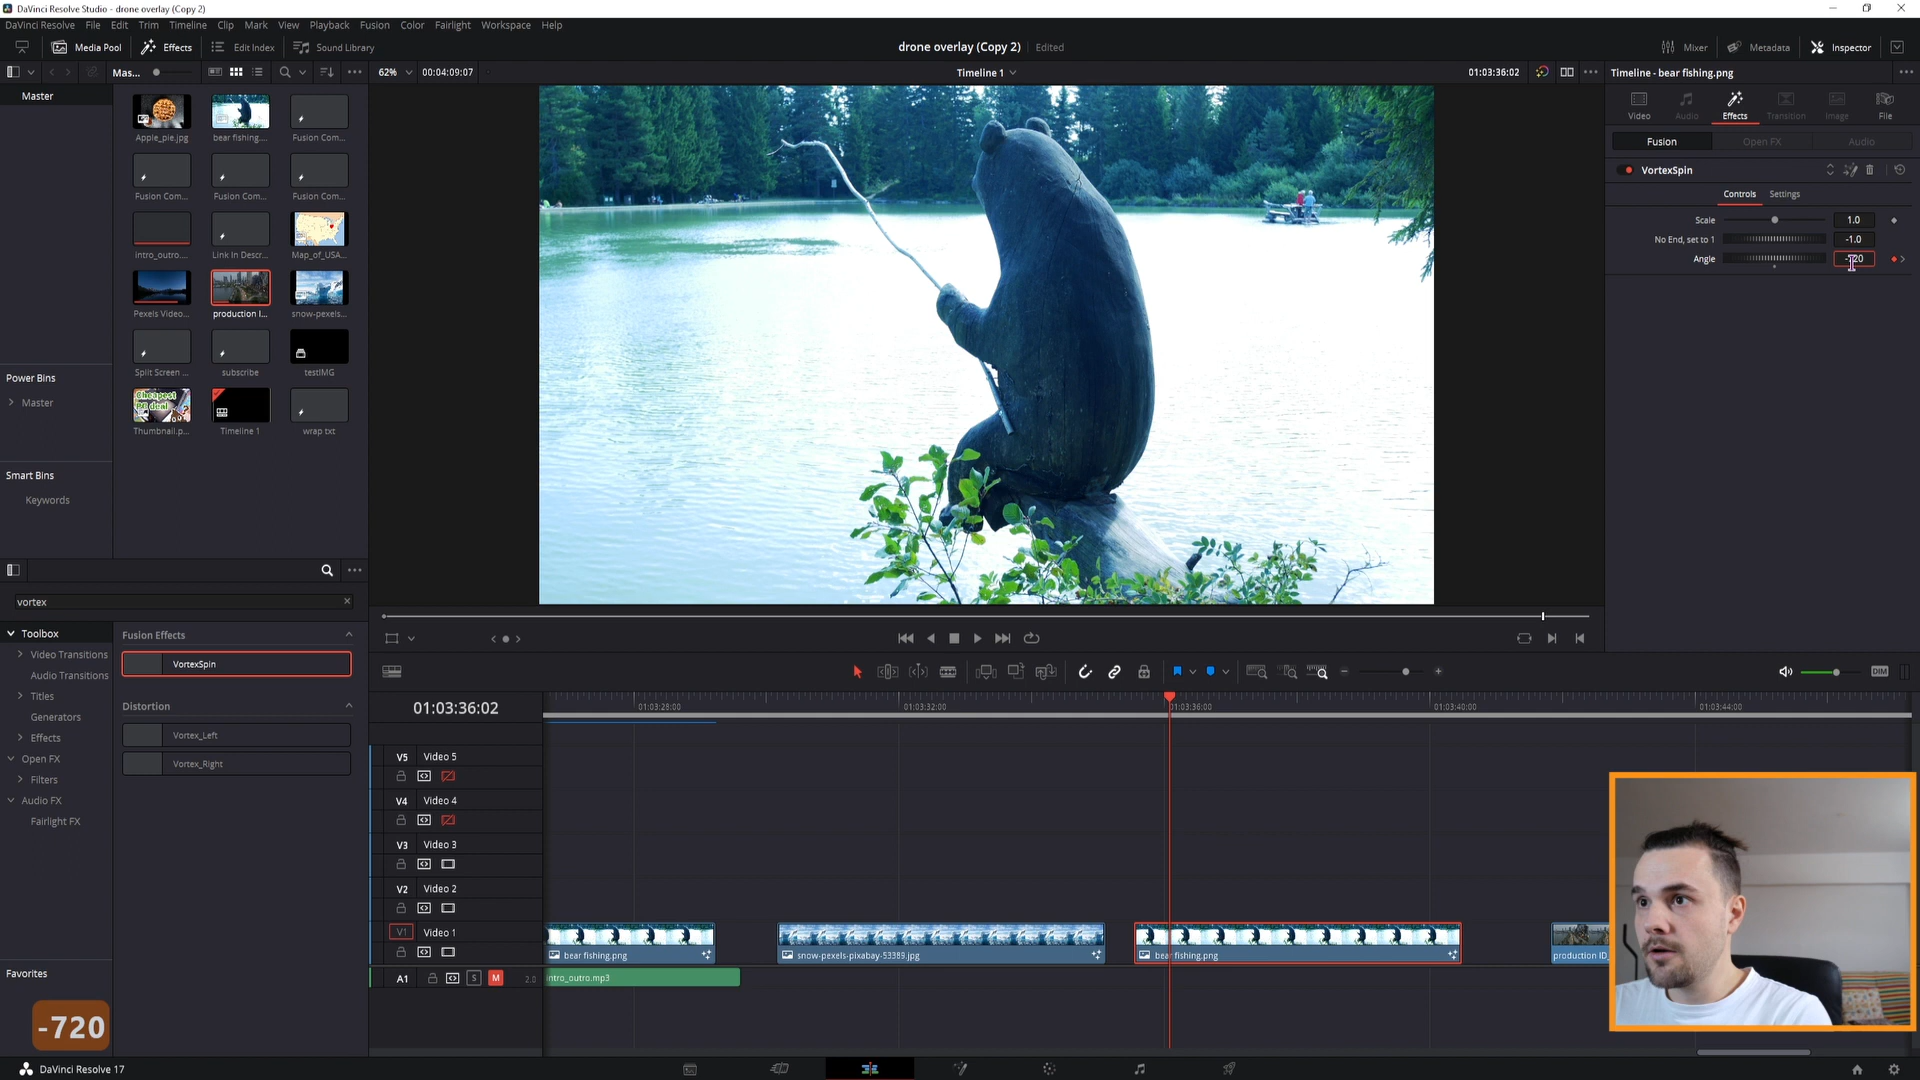 DaVinci Resolve Studio - drone overlay (Copy 2)
DaVinci Resolve File Edit Trim Timeline Clip Mark View Playback Fusion Color Fairlight Workspace Help
Media Pool Effects Edit Index Sound Library
drone overlay (Copy 2) Edited
Mixer Metadata Inspector
Mas...
62% 00:04:09:07
Timeline 1
01:03:36:02
Timeline - bear fishing.png
Master
Apple_pie.jpg bear fishing.... Fusion Com...
Fusion Com... Fusion Com... Fusion Com...
intro_outro.... Link In Descr... Map_of_USA...
Pexels Video... production I... snow-pexels...
Split Screen ... subscribe testIMG
Cheapest
PC deal
Thumbnail.p... Timeline 1 wrap txt
Power Bins
Master
Smart Bins
Keywords
Video Audio Effects Transition Image File
Fusion Open FX Audio
VortexSpin
Controls Settings
Scale 1.0
No End, set to 1 -1.0
Angle -720
vortex
Toolbox
Video Transitions
Audio Transitions
Titles
Generators
Effects
Open FX
Filters
Audio FX
Fairlight FX
Favorites
Fusion Effects
VortexSpin
Distortion
Vortex_Left
Vortex_Right
DIM
01:03:36:02
01:03:28:00 01:03:32:00 01:03:36:00 01:03:40:00 01:03:44:00
V5 Video 5
V4 Video 4
V3 Video 3
V2 Video 2
V1 Video 1
bear fishing.png snow-pexels-pixabay-53389.jpg bear fishing.png production ID
A1 S M 2.0 intro_outro.mp3
-720
DaVinci Resolve 17